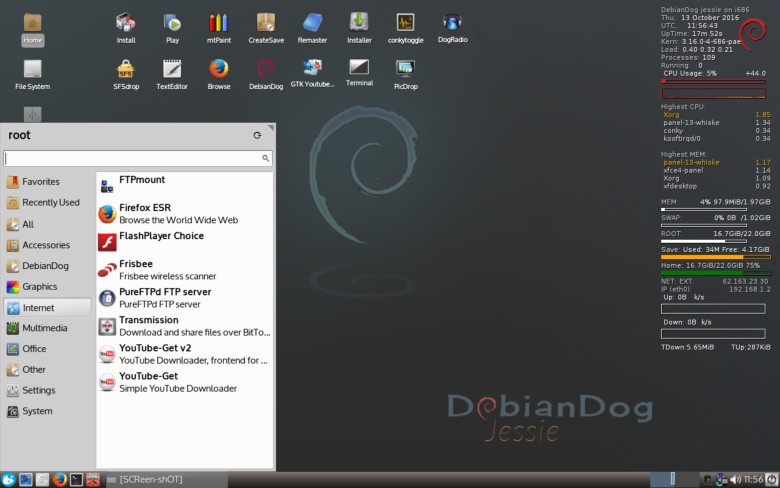 Home
Install
Play
mtPaint
CreateSave
Remaster
Installer
conkytoggle
DogRadio
File System
SFS
SFSdrop
TextEditor
Browse
DebianDog
GTK Youtube...
Terminal
PicDrop
DebianDog jessie on i686
Thu. 13 October 2016
UTC. 11:56:43
UpTime: 17m 52s
Kern: 3.16.0-4-686-pae
Load: 0.40 0.32 0.21
Processes: 109
Running: 0
CPU Usage: 5% +44.0
Highest CPU:
Xorg 1.85
panel-13-whiske 1.34
conky 0.34
ksoftirqd/0 0.34
Highest MEM:
panel-13-whiske 1.17
xfce4-panel 1.14
Xorg 1.09
xfdesktop 0.92
MEM: 4% 97.9MiB/1.97GiB
SWAP: 0% 0B /1.02GiB
ROOT: 16.7GiB/22.0GiB
Save: Used: 34M Free: 4.17GiB
Home: 16.7GiB/22.0GiB 75%
NET: EXT: 62.163.23.30
IP (eth0): 192.168.1.2
Up: 0B k/s
Down: 0B k/s
TDown:5.65MiB TUp:287KiB
root
Favorites
Recently Used
All
Accessories
DebianDog
Graphics
Internet
Multimedia
Office
Other
Settings
System
FTPmount
Firefox ESR
Browse the World Wide Web
FlashPlayer Choice
Frisbee
Frisbee wireless scanner
PureFTPd FTP server
PureFTPd FTP server
Transmission
Download and share files over BitTo...
YouTube-Get v2
YouTube Downloader, frontend for ...
YouTube-Get
Simple YouTube Downloader
DebianDog
Jessie
[SCReen-shOT]
11:56